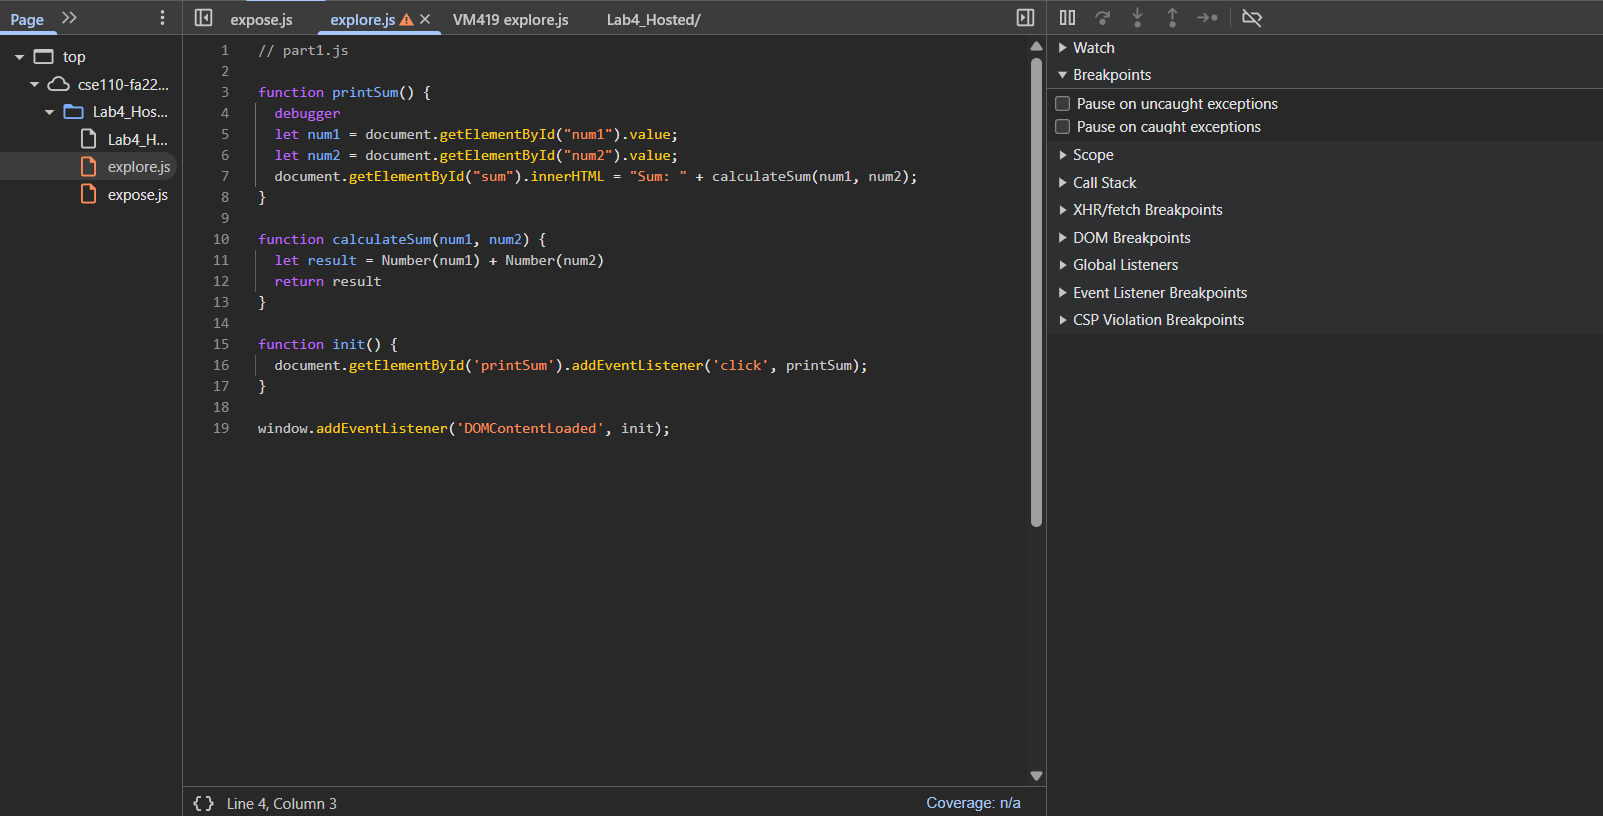 Page
expose.js
explore.js
VM419 explore.js
Lab4_Hosted/
top
cse110-fa22...
Lab4_Hos...
Lab4_H...
explore.js
expose.js
1 // part1.js
2
3 function printSum() {
4 debugger
5 let num1 = document.getElementById("num1").value;
6 let num2 = document.getElementById("num2").value;
7 document.getElementById("sum").innerHTML = "Sum: " + calculateSum(num1, num2);
8 }
9
10 function calculateSum(num1, num2) {
11 let result = Number(num1) + Number(num2)
12 return result
13 }
14
15 function init() {
16 document.getElementById('printSum').addEventListener('click', printSum);
17 }
18
19 window.addEventListener('DOMContentLoaded', init);
{ } Line 4, Column 3
Coverage: n/a
Watch
Breakpoints
Pause on uncaught exceptions
Pause on caught exceptions
Scope
Call Stack
XHR/fetch Breakpoints
DOM Breakpoints
Global Listeners
Event Listener Breakpoints
CSP Violation Breakpoints